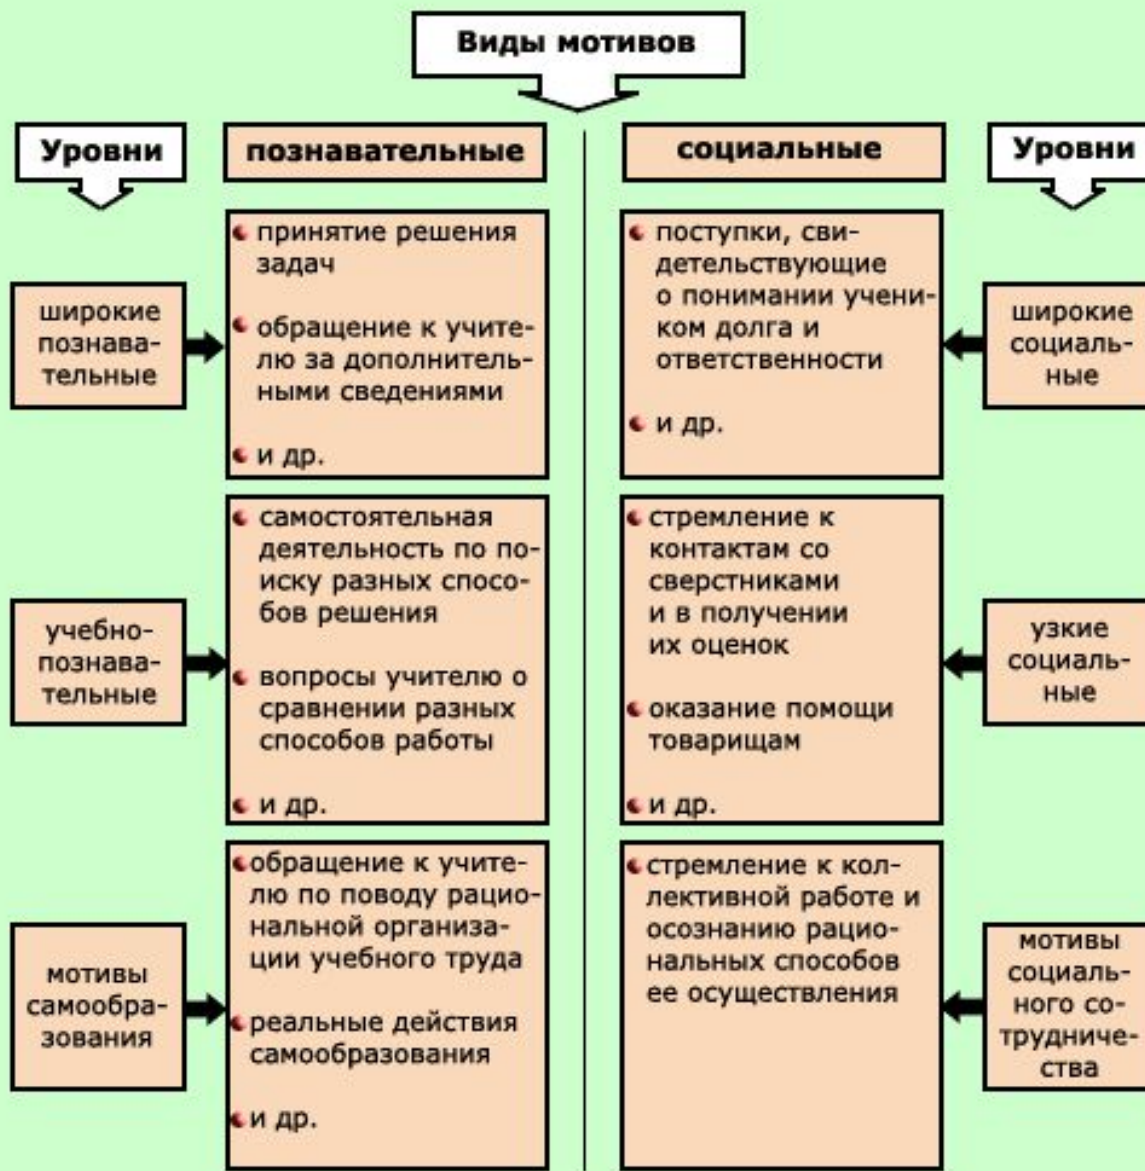 Виды мотивов
Уровни
познавательные
социальные
Уровни
широкие
познава-
тельные
принятие решения
задач
обращение к учите-
лю за дополнитель-
ными сведениями
и др.
поступки, сви-
детельствующие
о понимании учени-
ком долга и
ответственности
и др.
широкие
социаль-
ные
учебно-
познава-
тельные
самостоятельная
деятельность по по-
иску разных спосо-
бов решения
вопросы учителю о
сравнении разных
способов работы
и др.
стремление к
контактам со
сверстниками
и в получении
их оценок
оказание помощи
товарищам
и др.
узкие
социаль-
ные
мотивы
самообра-
зования
обращение к учите-
лю по поводу рацио-
нальной организа-
ции учебного труда
реальные действия
самообразования
и др.
стремление к кол-
лективной работе и
осознанию рацио-
нальных способов
ее осуществления
мотивы
социаль-
ного со-
трудниче-
ства